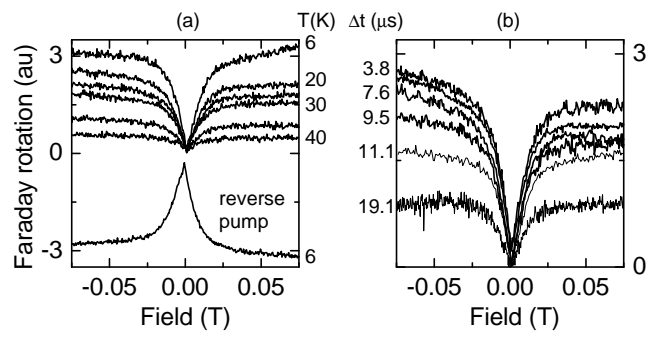 (a) T(K) Δt (μs) (b)
3 6 3
20 3.8
30 7.6
40 9.5
0 11.1
reverse
pump 19.1
-3 6 0
-0.05 0.00 0.05 -0.05 0.00 0.05
Field (T) Field (T)
Faraday rotation (au)